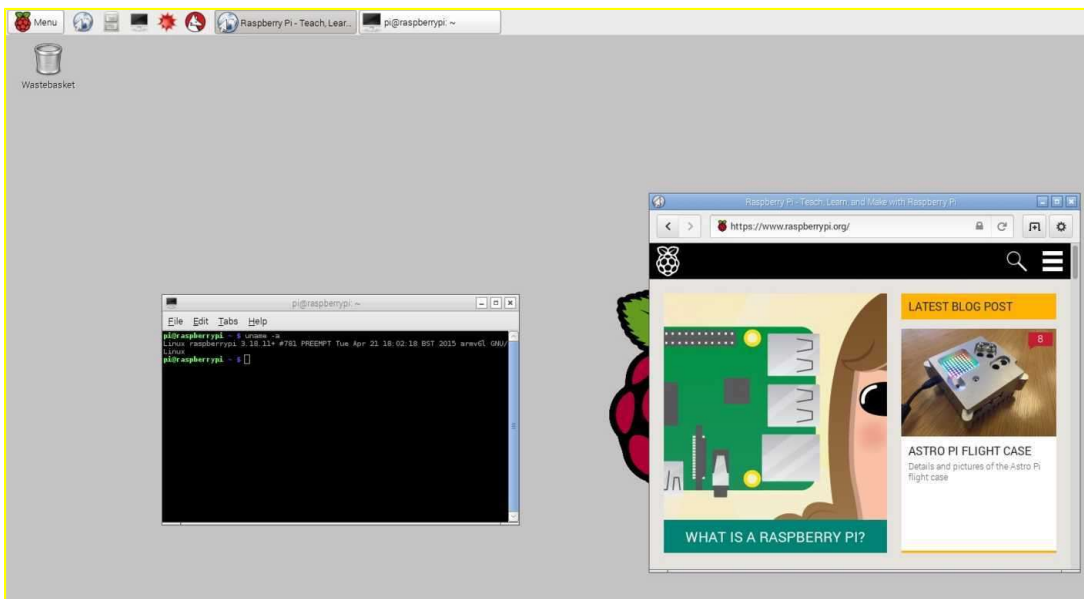 Menu
Raspberry Pi - Teach, Lear...
pi@raspberrypi: ~
Wastebasket
Raspberry Pi - Teach, Learn, and Make with Raspberry Pi
https://www.raspberrypi.org/
LATEST BLOG POST
8
pi@raspberrypi: ~
File Edit Tabs Help
pi@raspberrypi ~ $ uname -a
Linux raspberrypi 3.18.11+ #781 PREEMPT Tue Apr 21 18:02:18 BST 2015 armv6l GNU/
Linux
pi@raspberrypi ~ $
ASTRO PI FLIGHT CASE
Details and pictures of the Astro Pi
flight case
WHAT IS A RASPBERRY PI?